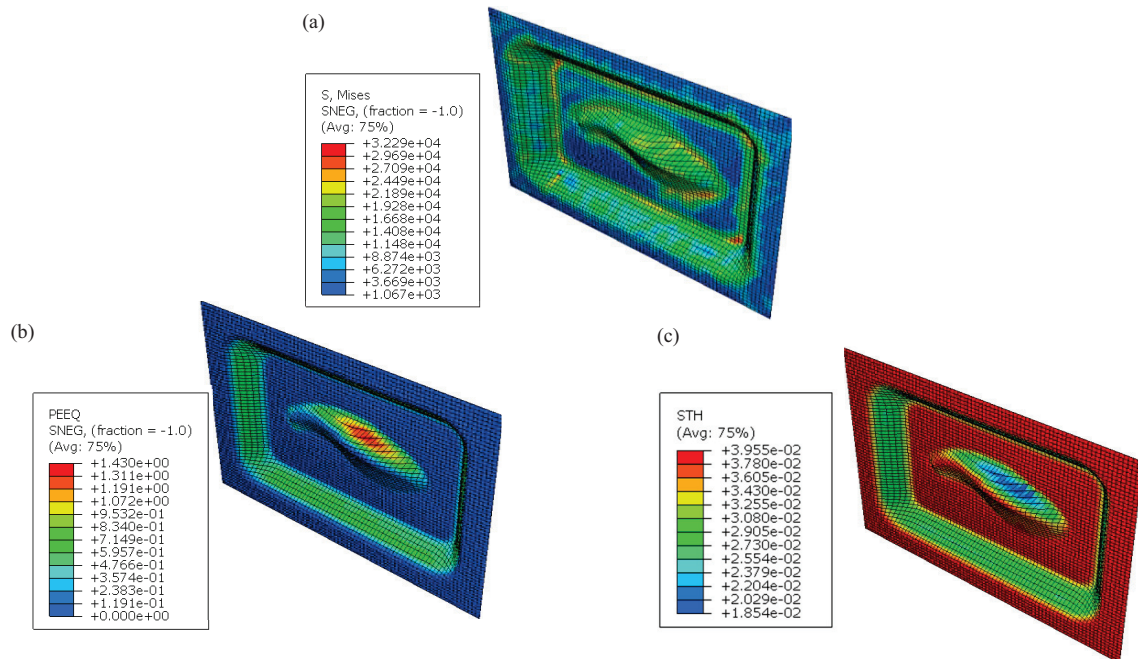 (a)
S, Mises
SNEG, (fraction = -1.0)
(Avg: 75%)
+3.229e+04
+2.969e+04
+2.709e+04
+2.449e+04
+2.189e+04
+1.928e+04
+1.668e+04
+1.408e+04
+1.148e+04
+8.874e+03
+6.272e+03
+3.669e+03
+1.067e+03
(b)
PEEQ
SNEG, (fraction = -1.0)
(Avg: 75%)
+1.430e+00
+1.311e+00
+1.191e+00
+1.072e+00
+9.532e-01
+8.340e-01
+7.149e-01
+5.957e-01
+4.766e-01
+3.574e-01
+2.383e-01
+1.191e-01
+0.000e+00
(c)
STH
(Avg: 75%)
+3.955e-02
+3.780e-02
+3.605e-02
+3.430e-02
+3.255e-02
+3.080e-02
+2.905e-02
+2.730e-02
+2.554e-02
+2.379e-02
+2.204e-02
+2.029e-02
+1.854e-02